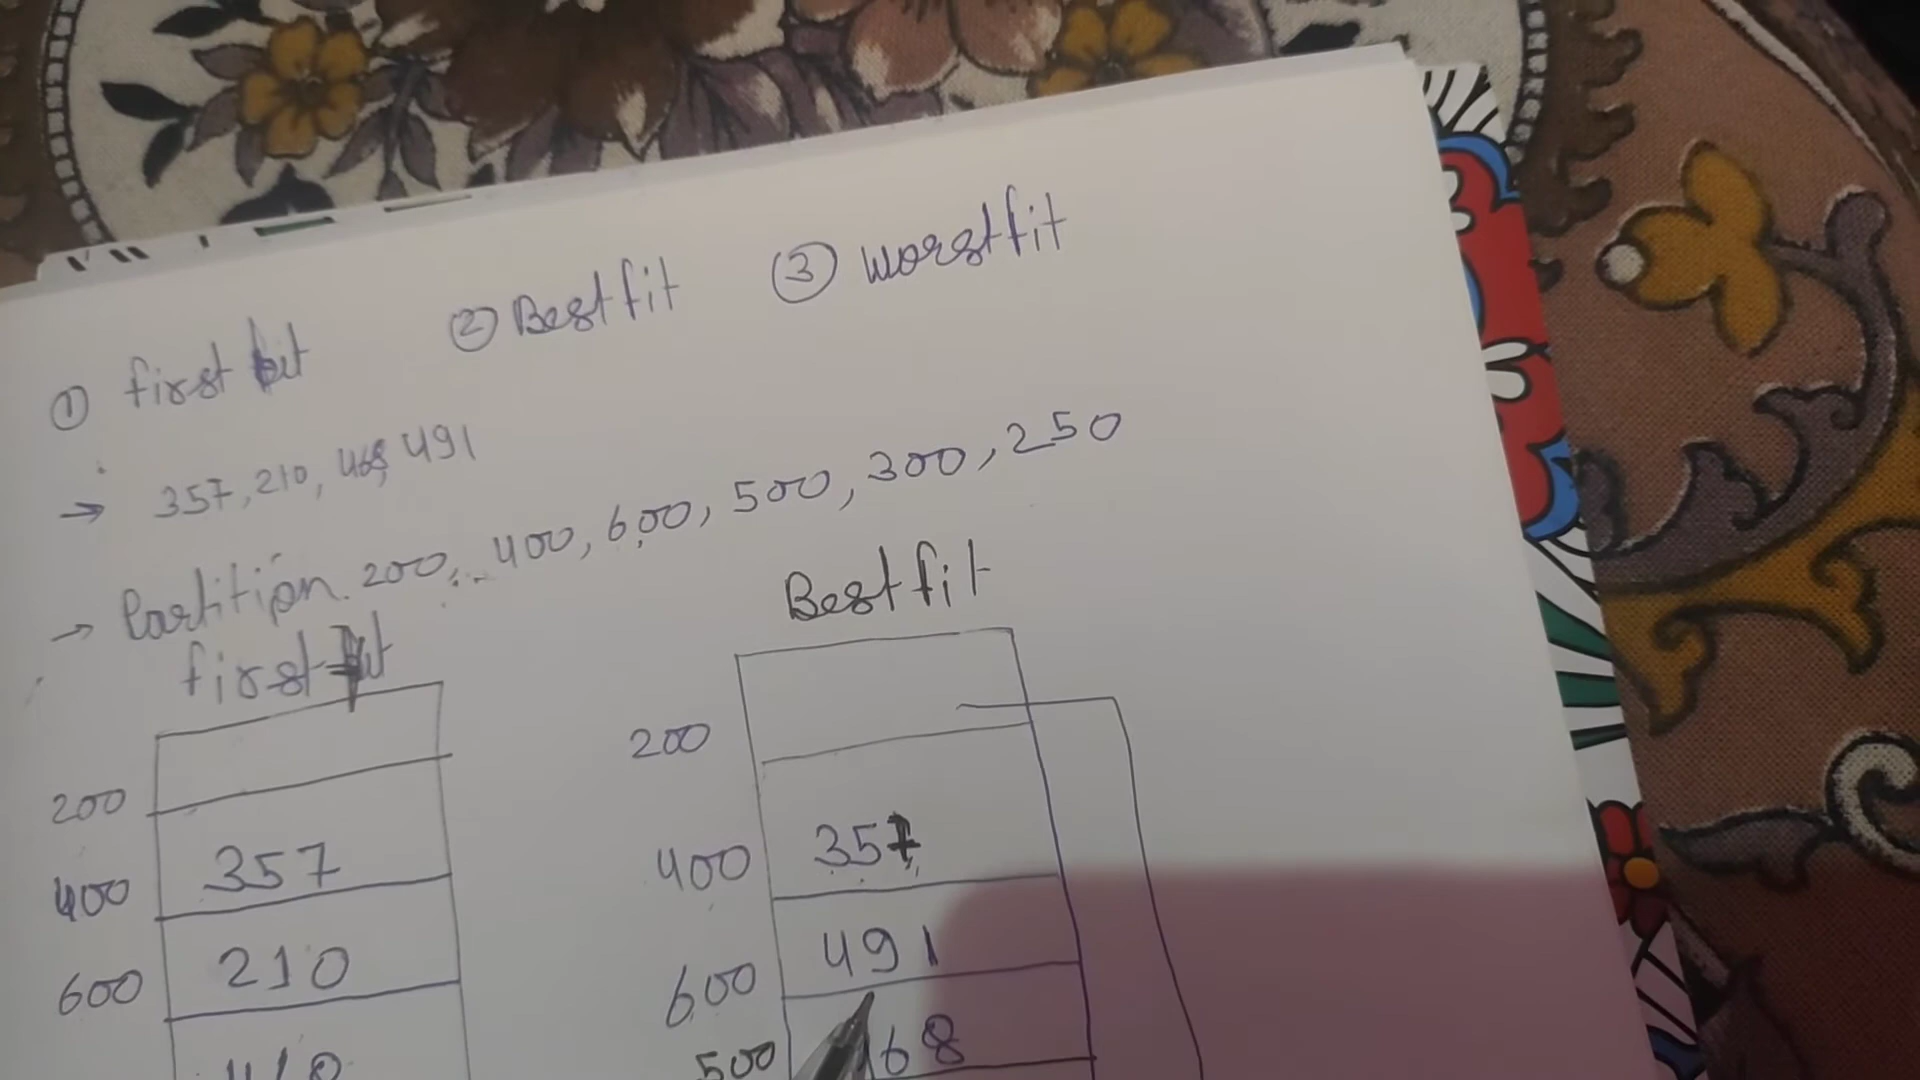 ① first fit ② Best fit ③ worst fit
→ 357, 210, 468, 491
→ Partition 200, 400, 600, 500, 300, 250
first fit
Best fit
200
400 357
600 210
200
400 357
600 491
500 468